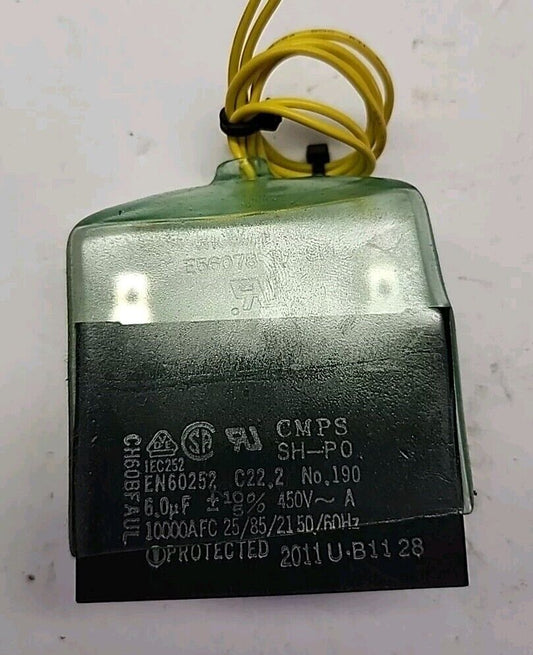 E56078
CMPS
SH-PO
IEC252
EN60252 C22.2 No.190
6.0µF ± 10/5 % 450V~ A
10000AFC 25/85/21 50/60Hz
PROTECTED 2011 U·B11 28
CH60BFAUL